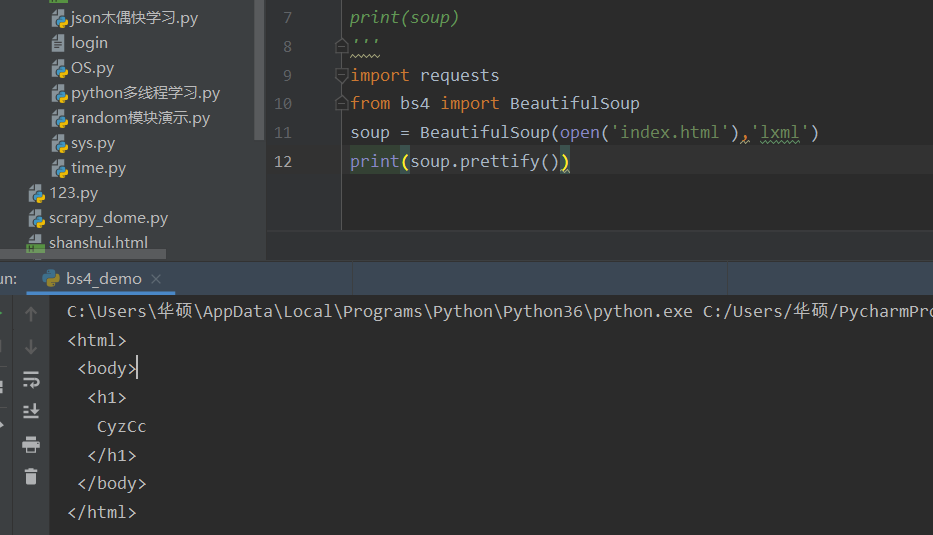 json木偶快学习.py
login
OS.py
python多线程学习.py
random模块演示.py
sys.py
time.py
123.py
scrapy_dome.py
shanshui.html
7 print(soup)
8 '''
9 import requests
10 from bs4 import BeautifulSoup
11 soup = BeautifulSoup(open('index.html'),'lxml')
12 print(soup.prettify())
un: bs4_demo ×
C:\Users\华硕\AppData\Local\Programs\Python\Python36\python.exe C:/Users/华硕/PycharmPro
<html>
<body>
<h1>
CyzCc
</h1>
</body>
</html>